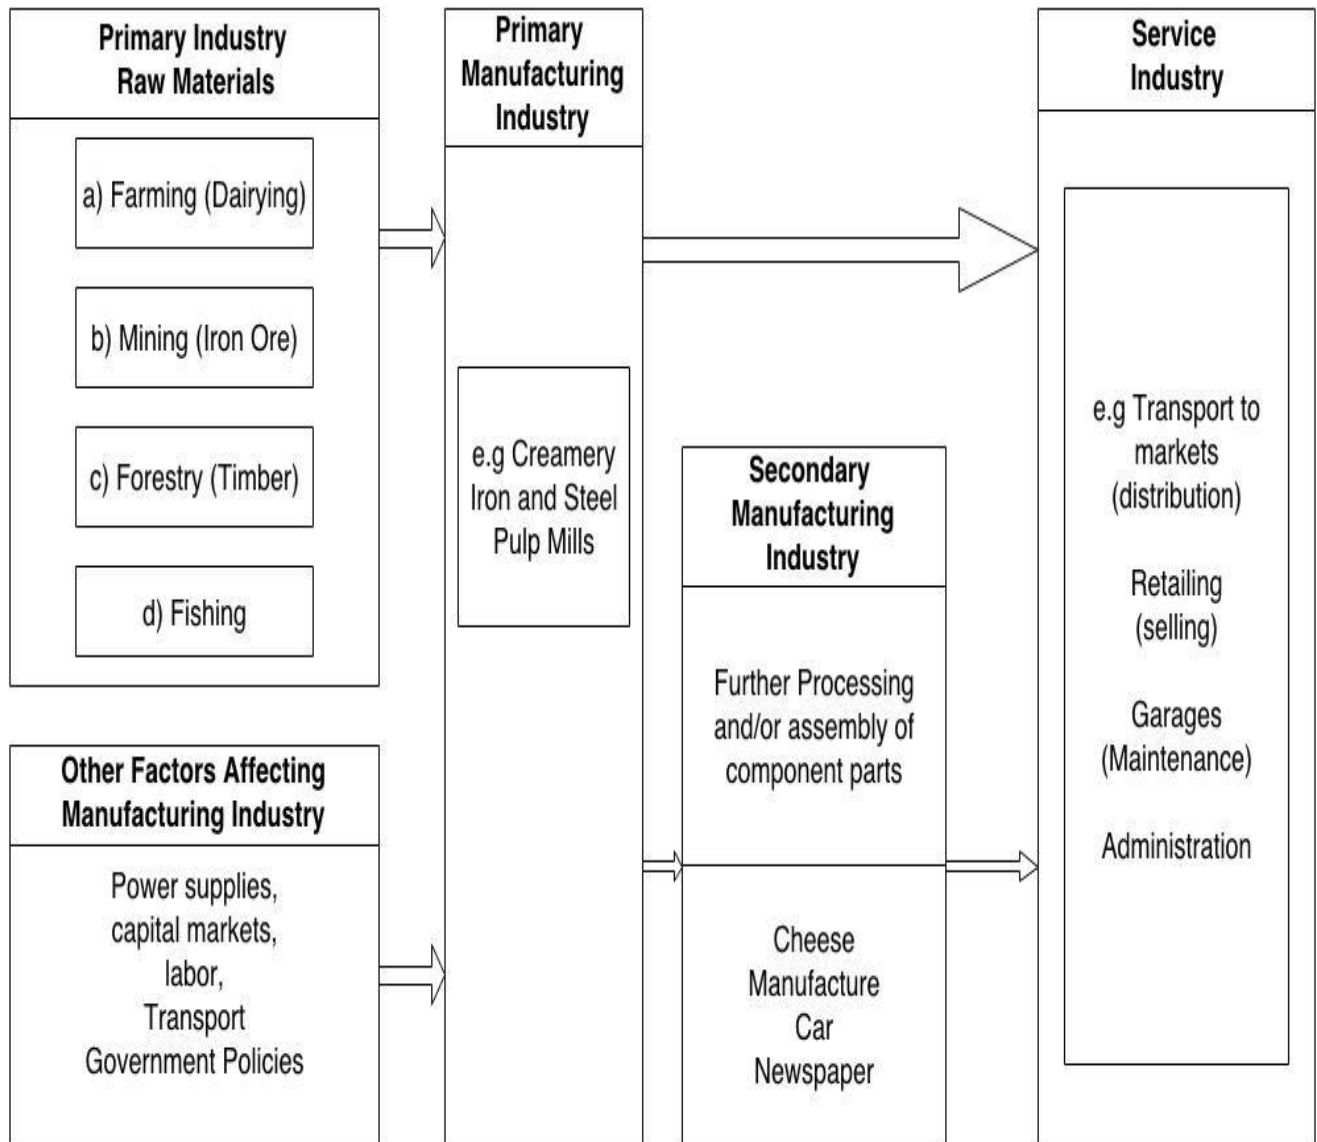 Primary Industry
Raw Materials
a) Farming (Dairying)
b) Mining (Iron Ore)
c) Forestry (Timber)
d) Fishing
Other Factors Affecting
Manufacturing Industry
Power supplies,
capital markets,
labor,
Transport
Government Policies
Primary
Manufacturing
Industry
e.g Creamery
Iron and Steel
Pulp Mills
Secondary
Manufacturing
Industry
Further Processing
and/or assembly of
component parts
Cheese
Manufacture
Car
Newspaper
Service
Industry
e.g Transport to
markets
(distribution)
Retailing
(selling)
Garages
(Maintenance)
Administration